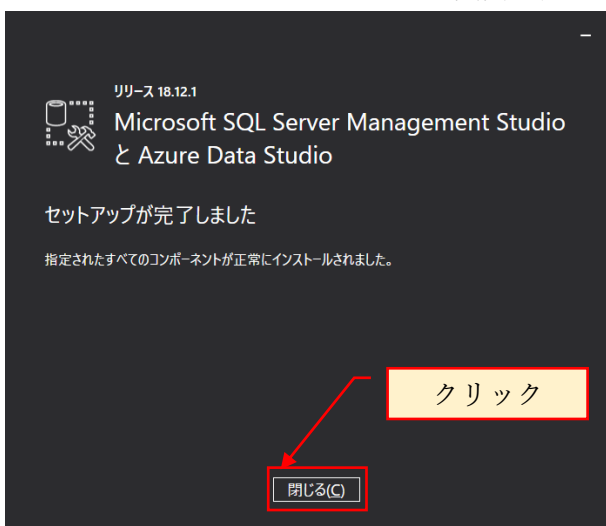 リリース 18.12.1
Microsoft SQL Server Management Studio
と Azure Data Studio
セットアップが完了しました
指定されたすべてのコンポーネントが正常にインストールされました。
クリック
閉じる(C)